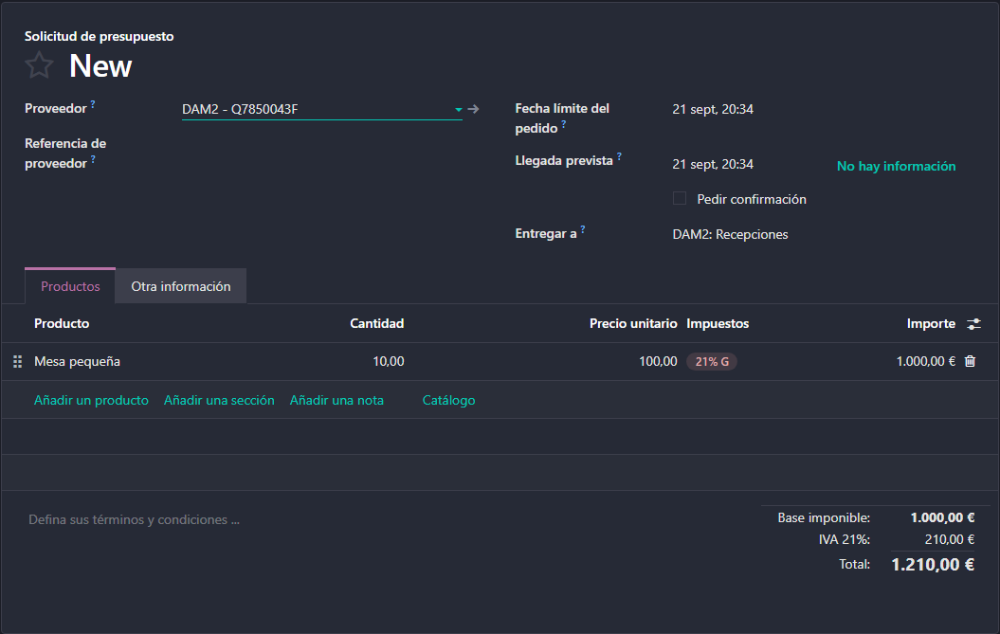 Solicitud de presupuesto
New
Proveedor ?
DAM2 - Q7850043F
Referencia de
proveedor ?
Fecha límite del
pedido ?
21 sept, 20:34
Llegada prevista ?
21 sept, 20:34
No hay información
Pedir confirmación
Entregar a ?
DAM2: Recepciones
Productos Otra información
Producto Cantidad Precio unitario Impuestos Importe
Mesa pequeña 10,00 100,00 21% G 1.000,00 €
Añadir un producto Añadir una sección Añadir una nota Catálogo
Defina sus términos y condiciones ...
Base imponible: 1.000,00 €
IVA 21%: 210,00 €
Total: 1.210,00 €